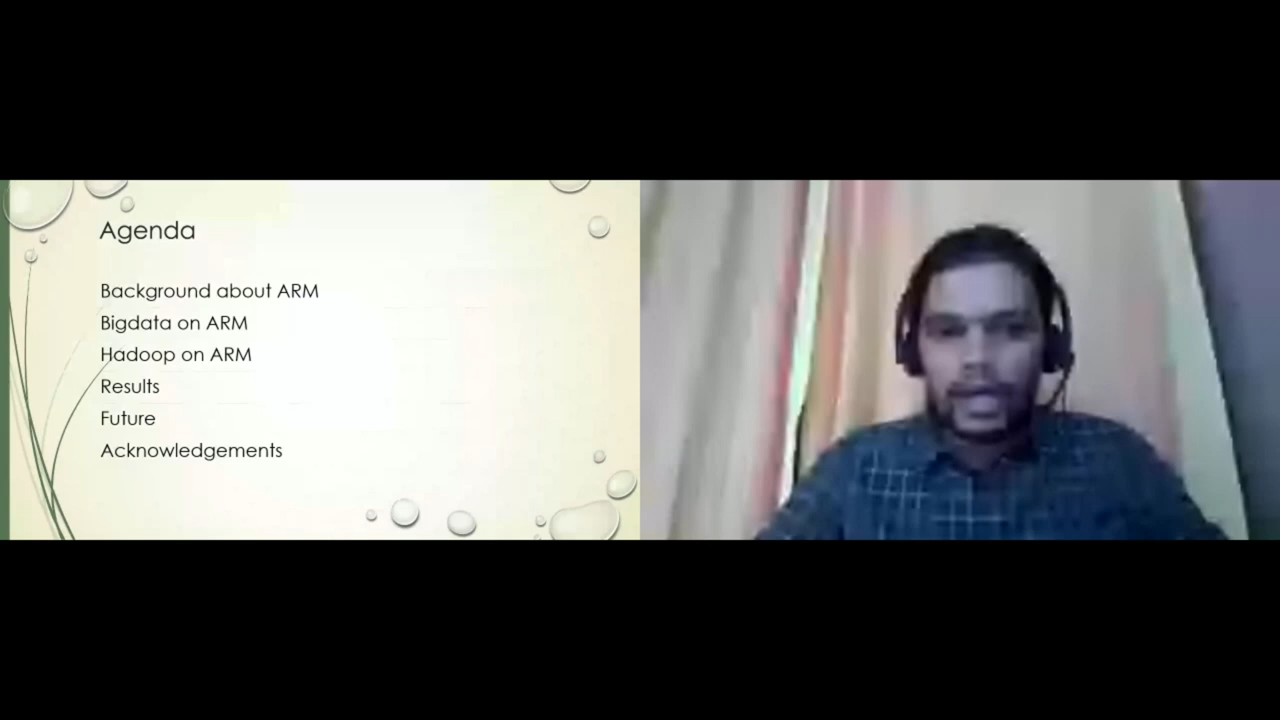 Agenda
Background about ARM
Bigdata on ARM
Hadoop on ARM
Results
Future
Acknowledgements